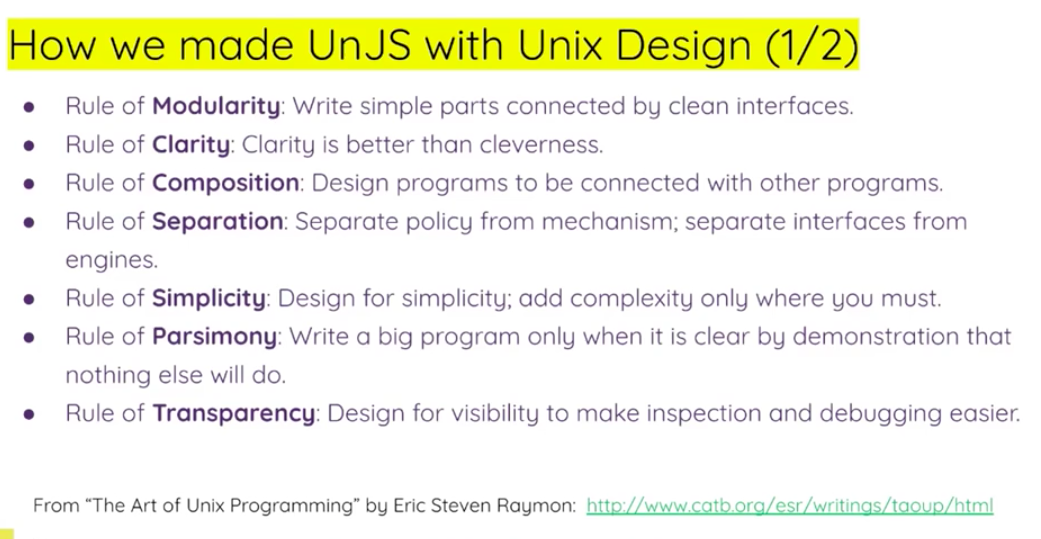 How we made UnJS with Unix Design (1/2)
● Rule of Modularity: Write simple parts connected by clean interfaces.
● Rule of Clarity: Clarity is better than cleverness.
● Rule of Composition: Design programs to be connected with other programs.
● Rule of Separation: Separate policy from mechanism; separate interfaces from
engines.
● Rule of Simplicity: Design for simplicity; add complexity only where you must.
● Rule of Parsimony: Write a big program only when it is clear by demonstration that
nothing else will do.
● Rule of Transparency: Design for visibility to make inspection and debugging easier.
From “The Art of Unix Programming” by Eric Steven Raymon: http://www.catb.org/esr/writings/taoup/html